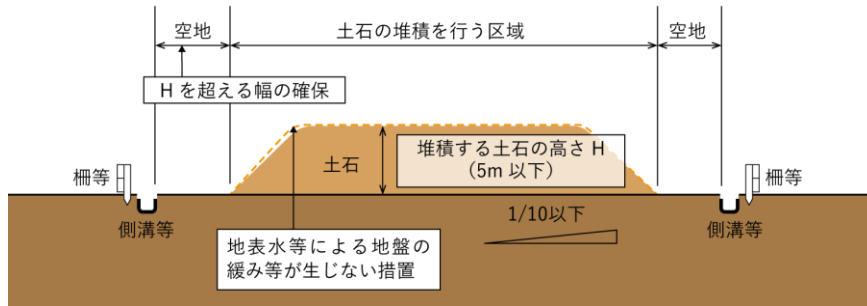 空地
土石の堆積を行う区域
空地
Hを超える幅の確保
土石
堆積する土石の高さH
(5m以下)
柵等
柵等
側溝等
1/10以下
側溝等
地表水等による地盤の
緩み等が生じない措置